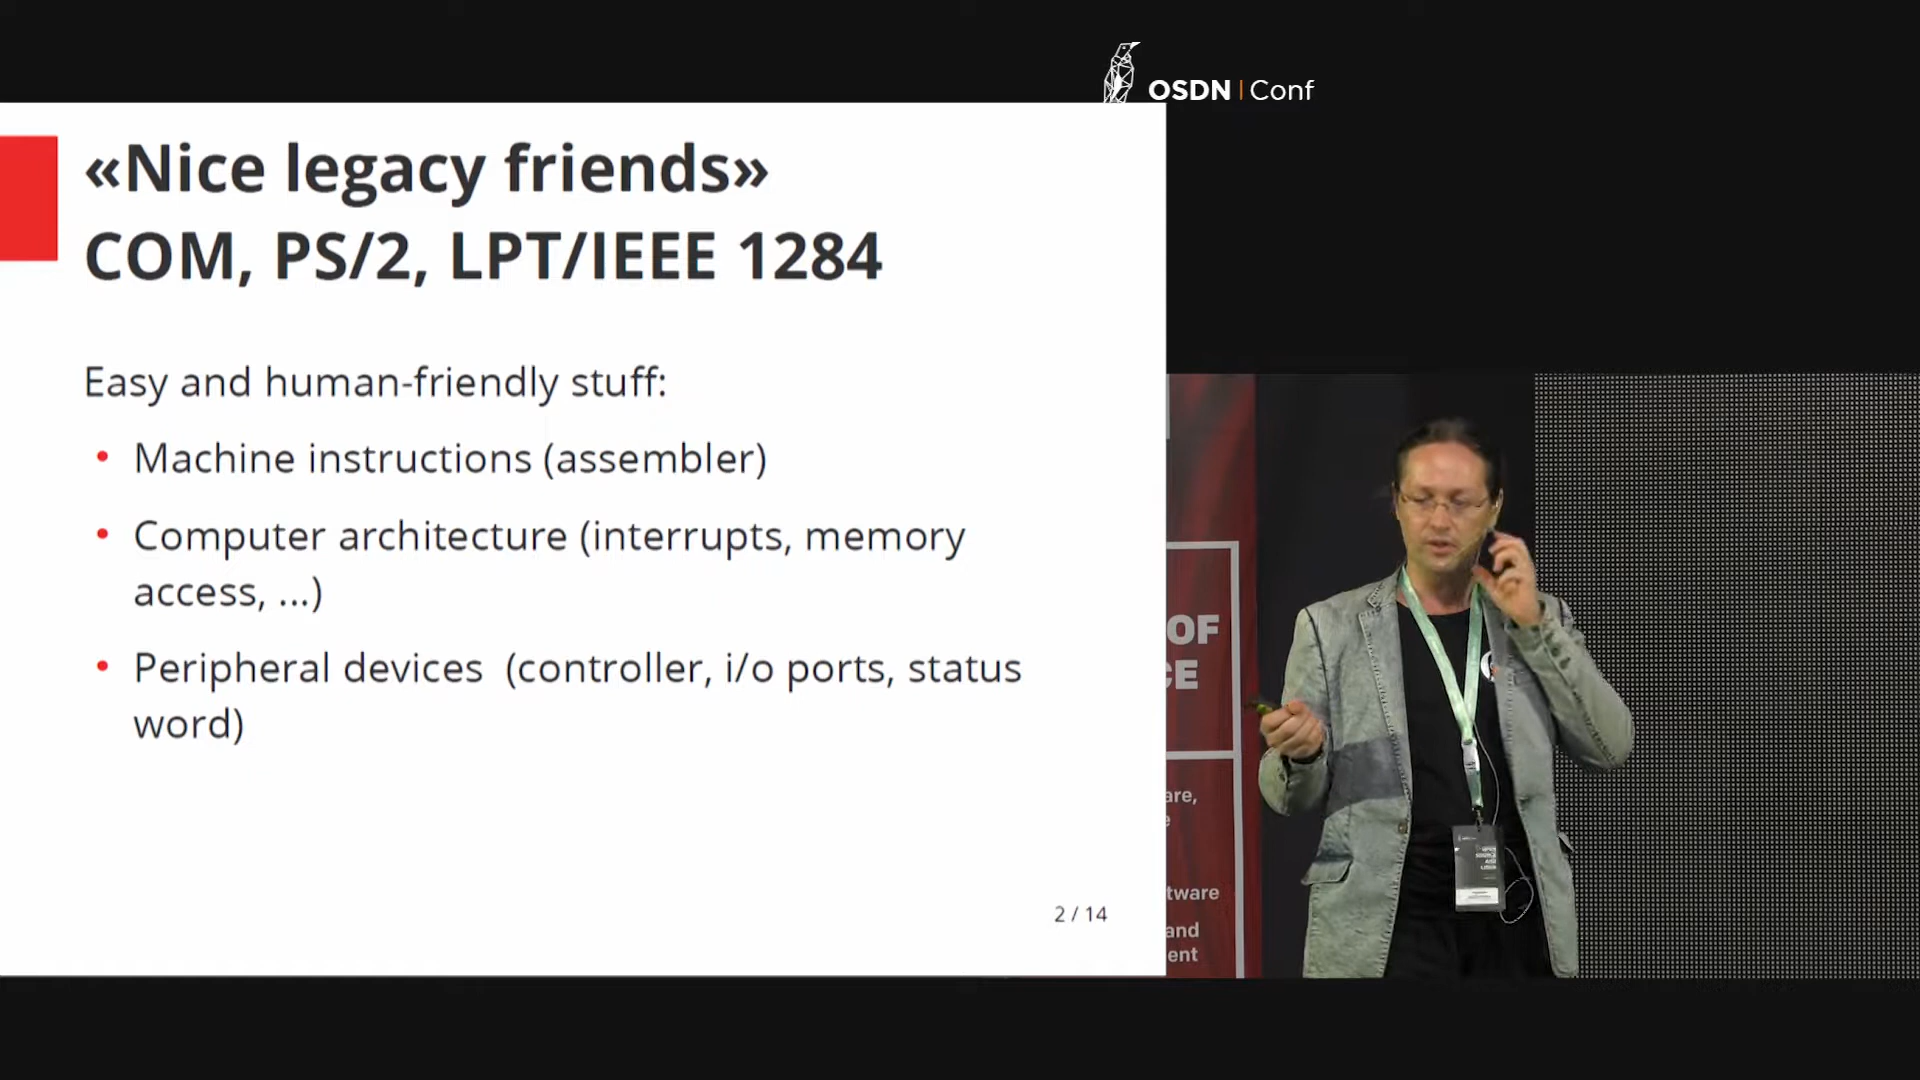 OSDN | Conf
«Nice legacy friends»
COM, PS/2, LPT/IEEE 1284
Easy and human-friendly stuff:
• Machine instructions (assembler)
• Computer architecture (interrupts, memory
access, ...)
• Peripheral devices (controller, i/o ports, status
word)
2 / 14
OF
CE
are,
e
tware
and
ent